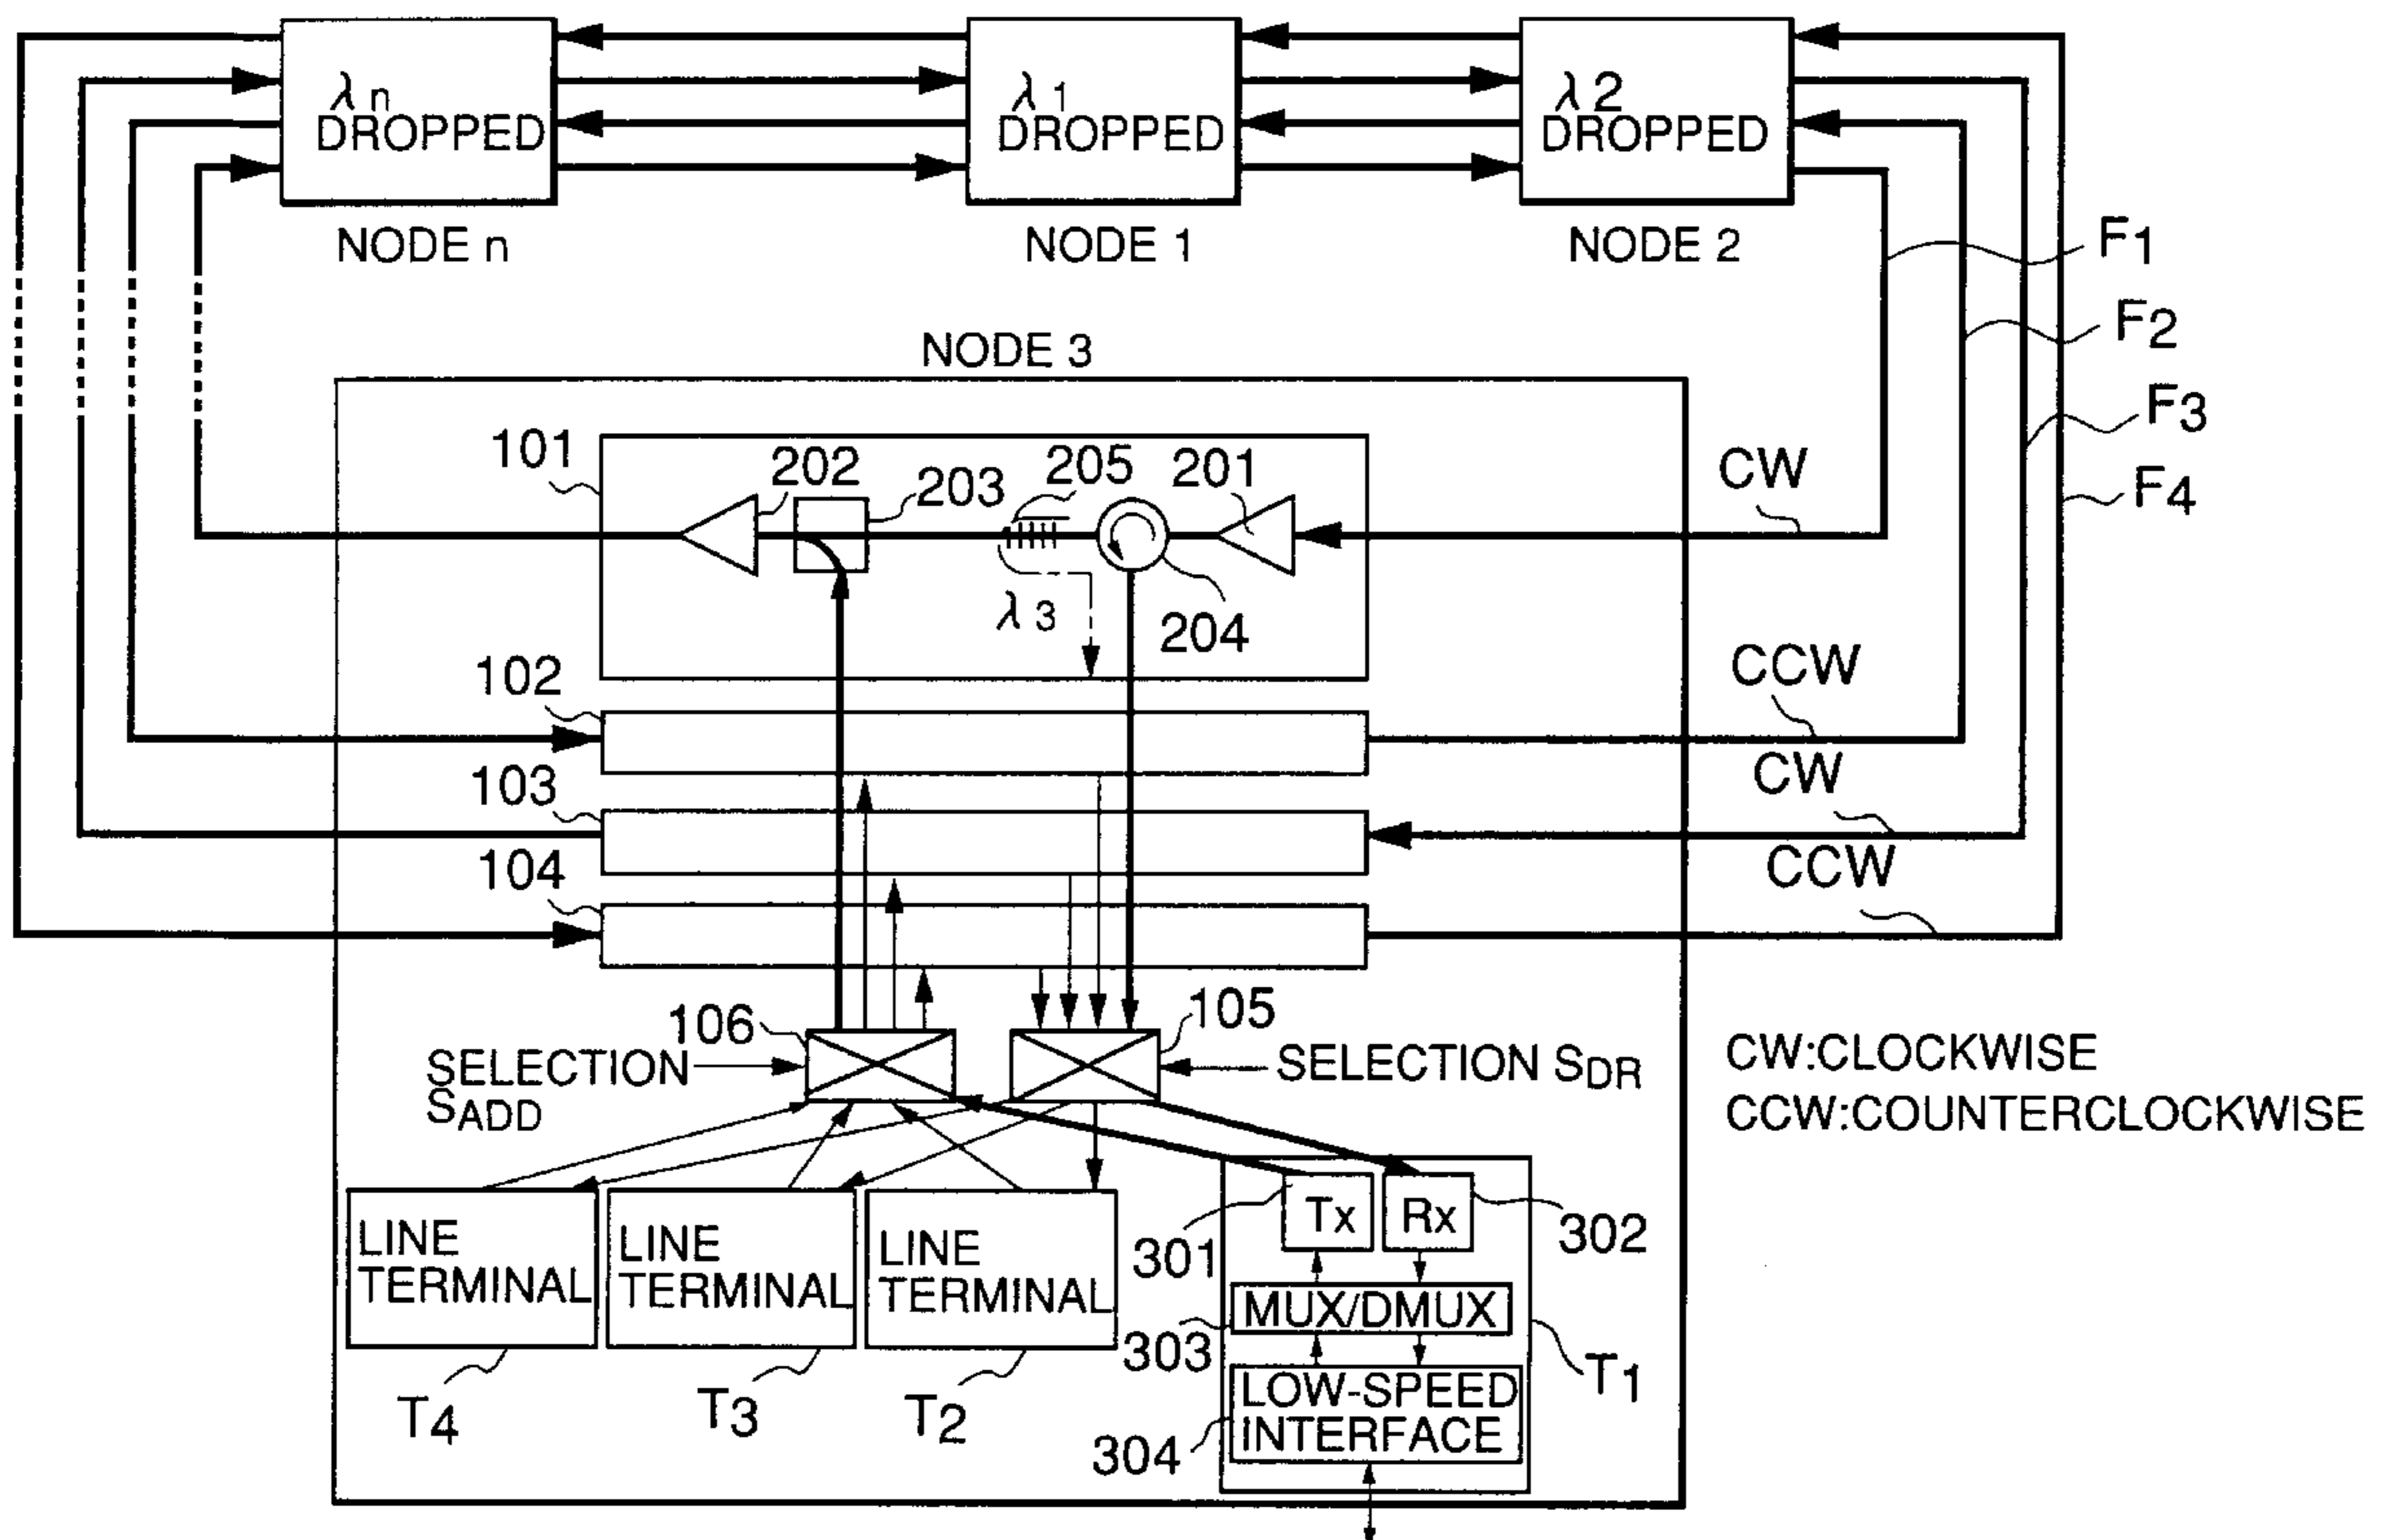 λn
DROPPED
λ1
DROPPED
λ2
DROPPED
NODE n
NODE 1
NODE 2
F1
F2
F3
F4
NODE 3
101
202
203
205
201
CW
λ3
204
102
CCW
103
CW
104
CCW
106
105
SELECTION
SADD
SELECTION SDR
CW:CLOCKWISE
CCW:COUNTERCLOCKWISE
LINE
TERMINAL
LINE
TERMINAL
LINE
TERMINAL
Tx
Rx
301
302
MUX/DMUX
303
LOW-SPEED
INTERFACE
304
T1
T4
T3
T2